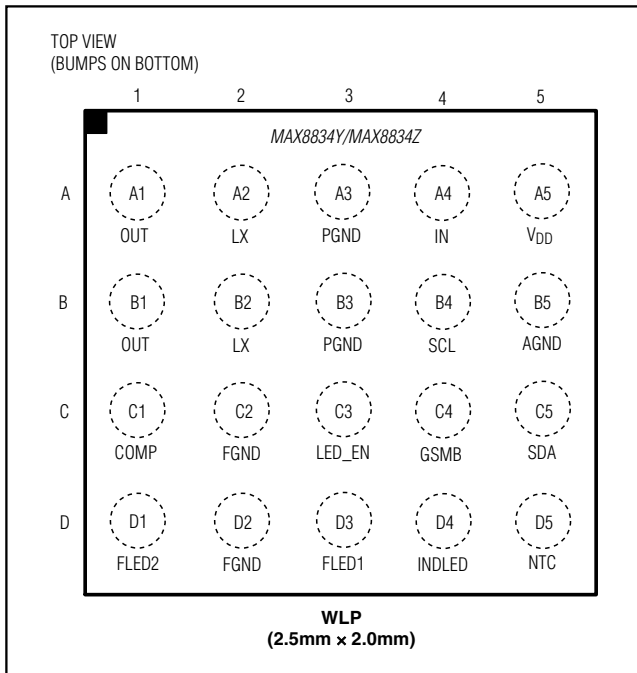 TOP VIEW
(BUMPS ON BOTTOM)
1 2 3 4 5
MAX8834Y/MAX8834Z
A A1 A2 A3 A4 A5
OUT LX PGND IN VDD
B B1 B2 B3 B4 B5
OUT LX PGND SCL AGND
C C1 C2 C3 C4 C5
COMP FGND LED_EN GSMB SDA
D D1 D2 D3 D4 D5
FLED2 FGND FLED1 INDLED NTC
WLP
(2.5mm × 2.0mm)